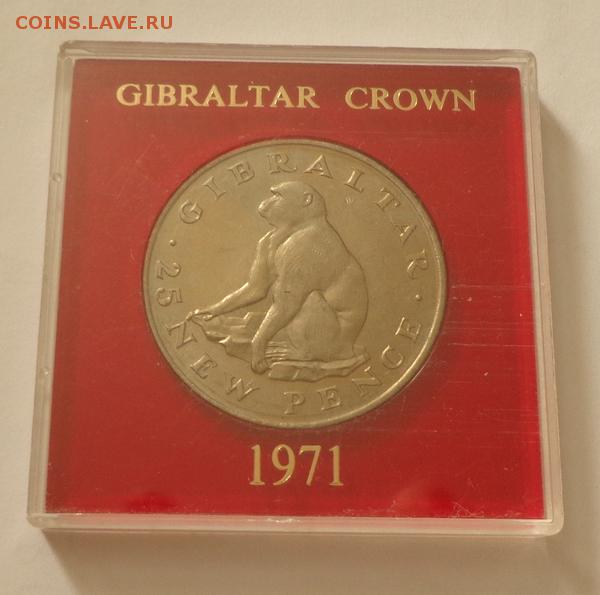 COINS.LAVE.RU
GIBRALTAR CROWN
· GIBRALTAR ·
25 NEW PENCE
1971